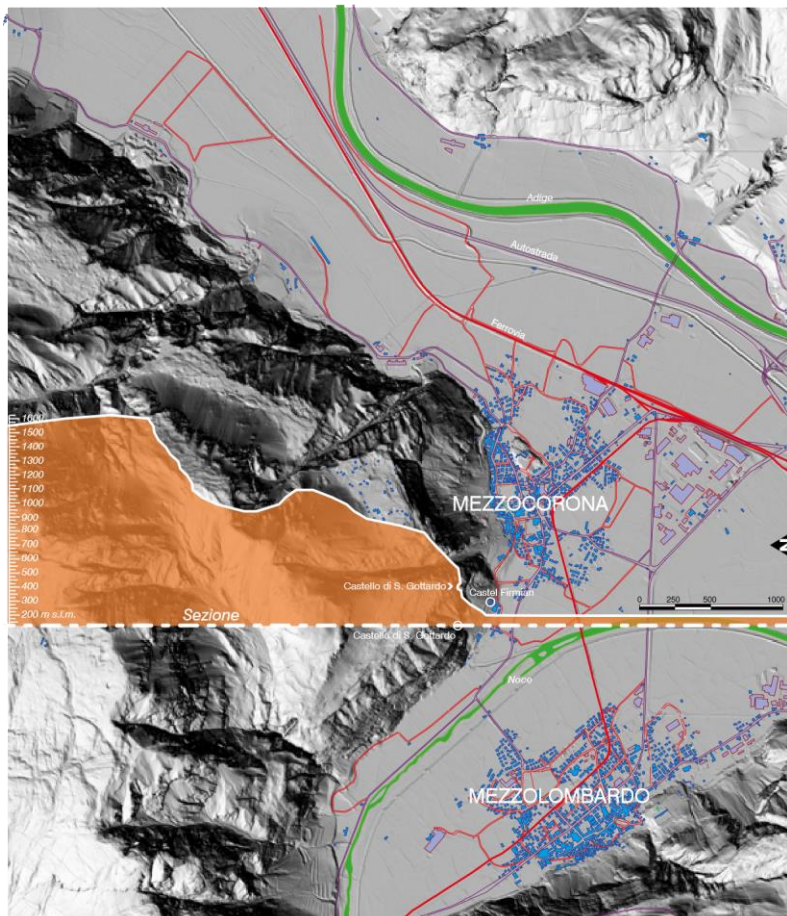 Adige
Autostrada
Ferrovia
1600
1500
1400
1300
1200
1100
1000
900
800
700
600
500
400
300
200 m s.l.m.
MEZZOCORONA
N
Castello di S. Gottardo
Castel Firmian
0 250 500 1000
Sezione
Castello di S. Gottardo
Noce
MEZZOLOMBARDO